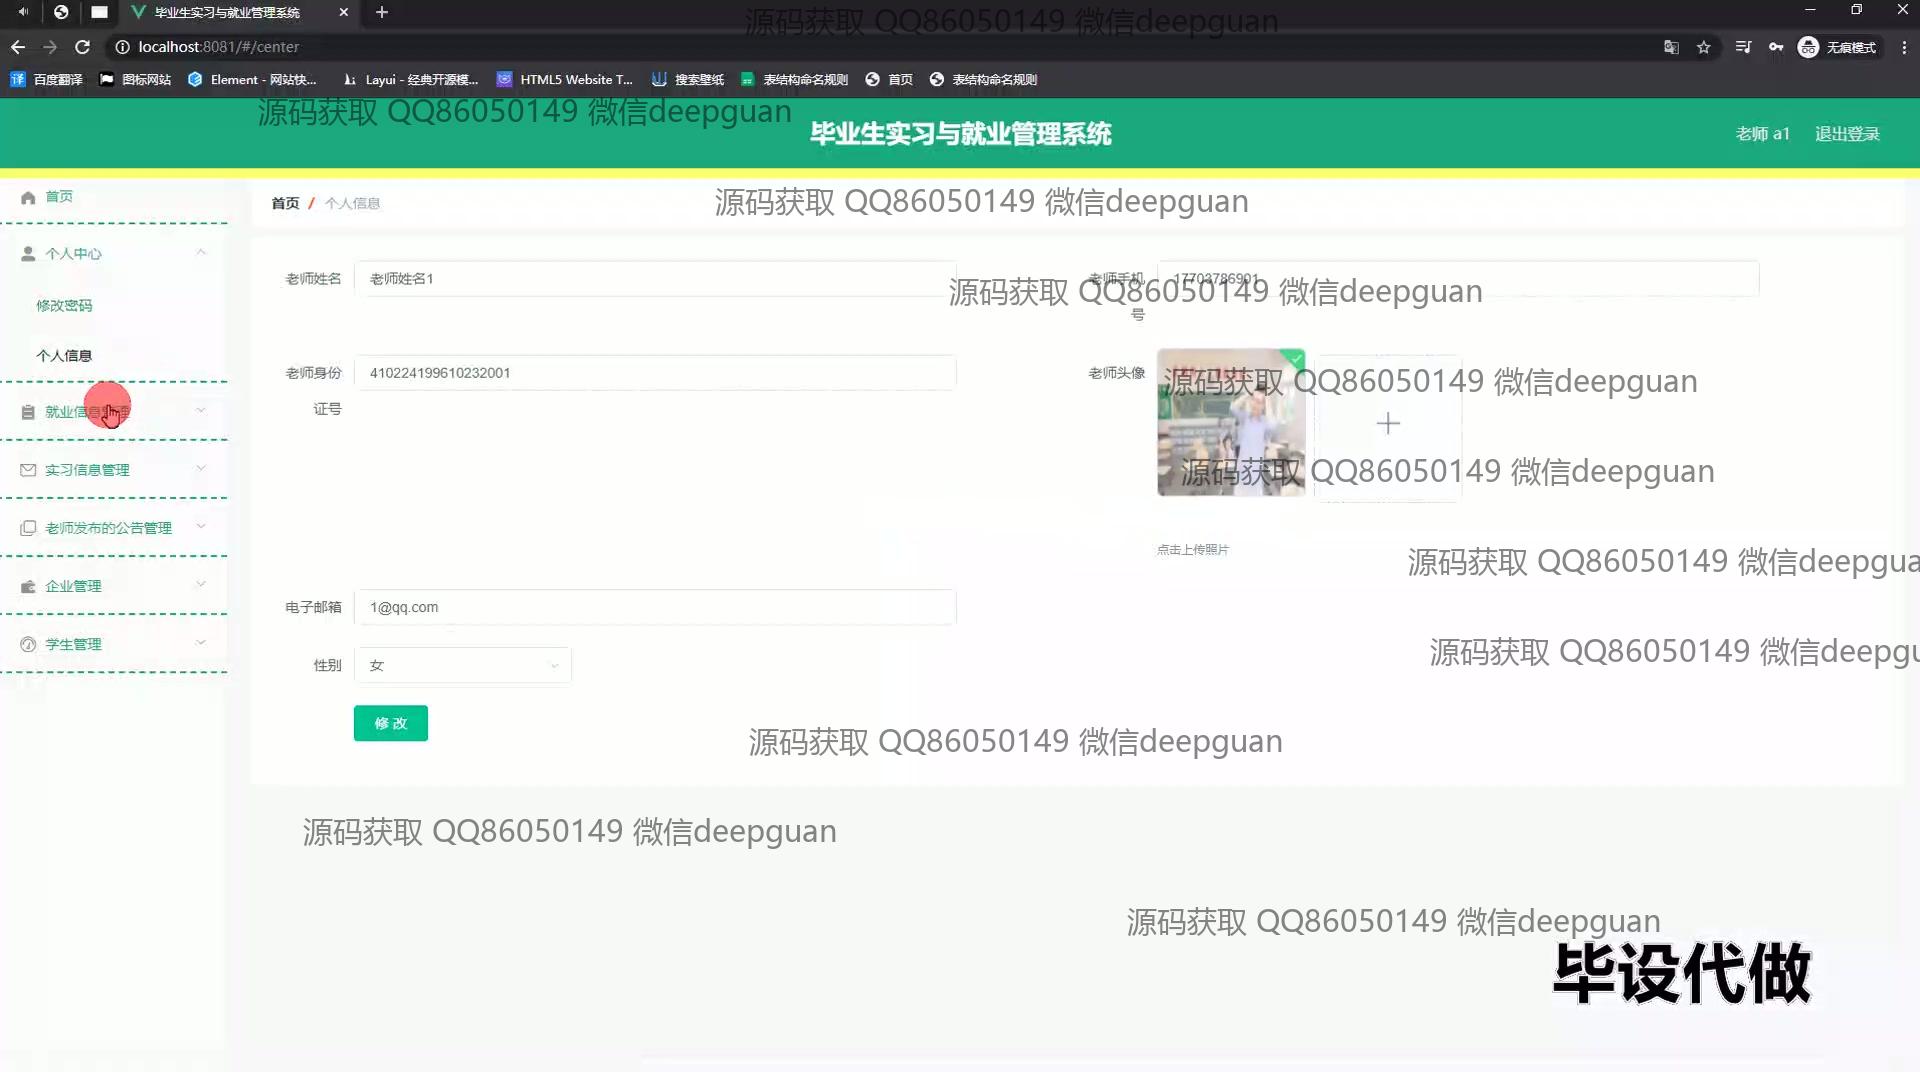 毕业生实习与就业管理系统
源码获取 QQ86050149 微信deepguan
localhost:8081/#/center
无痕模式
百度翻译 图标网站 Element - 网站快... Layui - 经典开源模... HTML5 Website T... 搜索壁纸 表结构命名规则 首页 表结构命名规则
源码获取 QQ86050149 微信deepguan
毕业生实习与就业管理系统
老师 a1 退出登录
首页
首页 / 个人信息
源码获取 QQ86050149 微信deepguan
个人中心
老师姓名 老师姓名1
老师手机号 17703786901
源码获取 QQ86050149 微信deepguan
修改密码
个人信息
老师身份证号 410224199610232001
老师头像
源码获取 QQ86050149 微信deepguan
就业信息管理
实习信息管理
源码获取 QQ86050149 微信deepguan
老师发布的公告管理
点击上传照片
源码获取 QQ86050149 微信deepgua
企业管理
电子邮箱 1@qq.com
学生管理
源码获取 QQ86050149 微信deepgu
性别 女
修改
源码获取 QQ86050149 微信deepguan
源码获取 QQ86050149 微信deepguan
源码获取 QQ86050149 微信deepguan
毕设代做